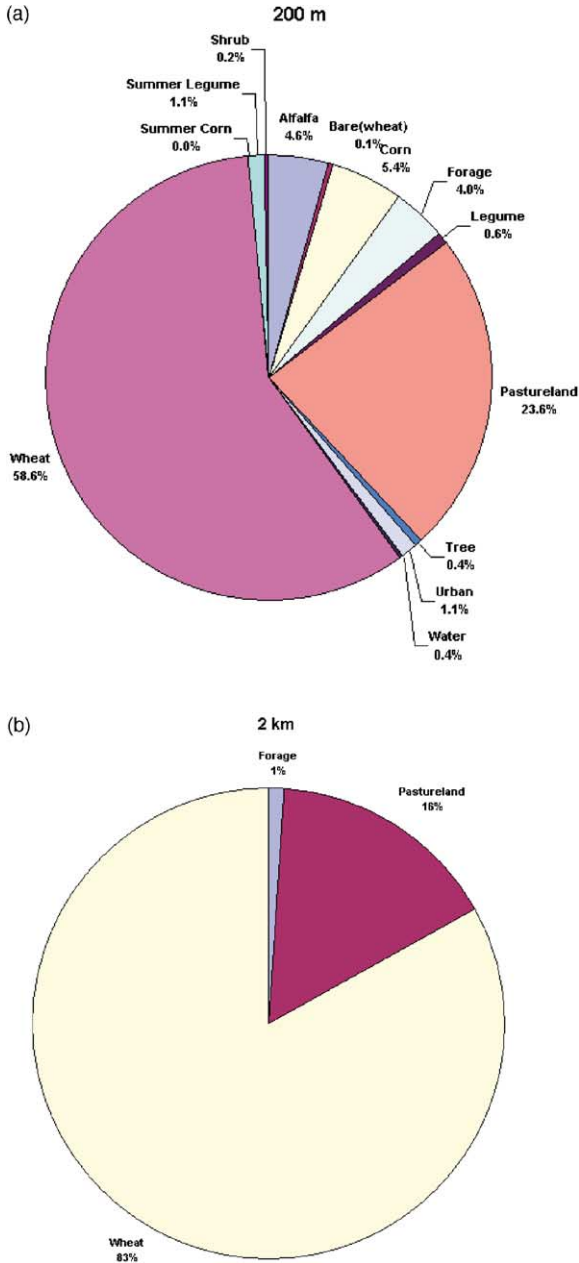 (a)
200 m
Shrub
0.2%
Summer Legume
1.1%
Summer Corn
0.0%
Alfalfa
4.6%
Bare(wheat)
0.1%
Corn
5.4%
Forage
4.0%
Legume
0.6%
Pastureland
23.6%
Wheat
58.6%
Tree
0.4%
Urban
1.1%
Water
0.4%
(b)
2 km
Forage
1%
Pastureland
16%
Wheat
83%